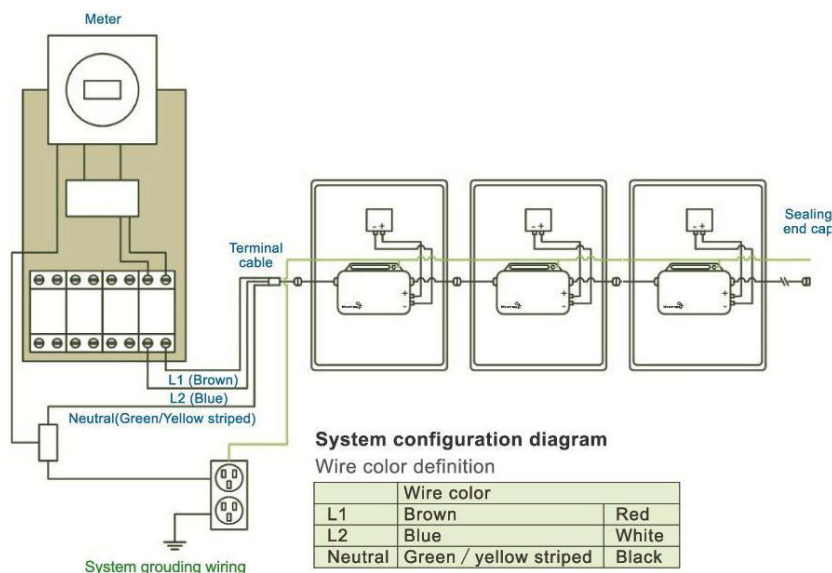 Meter
Terminal
cable
Sealing
end cap
- +
- +
- +
+
-
+
-
+
-
L1 (Brown)
L2 (Blue)
Neutral(Green/Yellow striped)
System grounding wiring
System configuration diagram
Wire color definition
Wire color
L1 Brown Red
L2 Blue White
Neutral Green / yellow striped Black